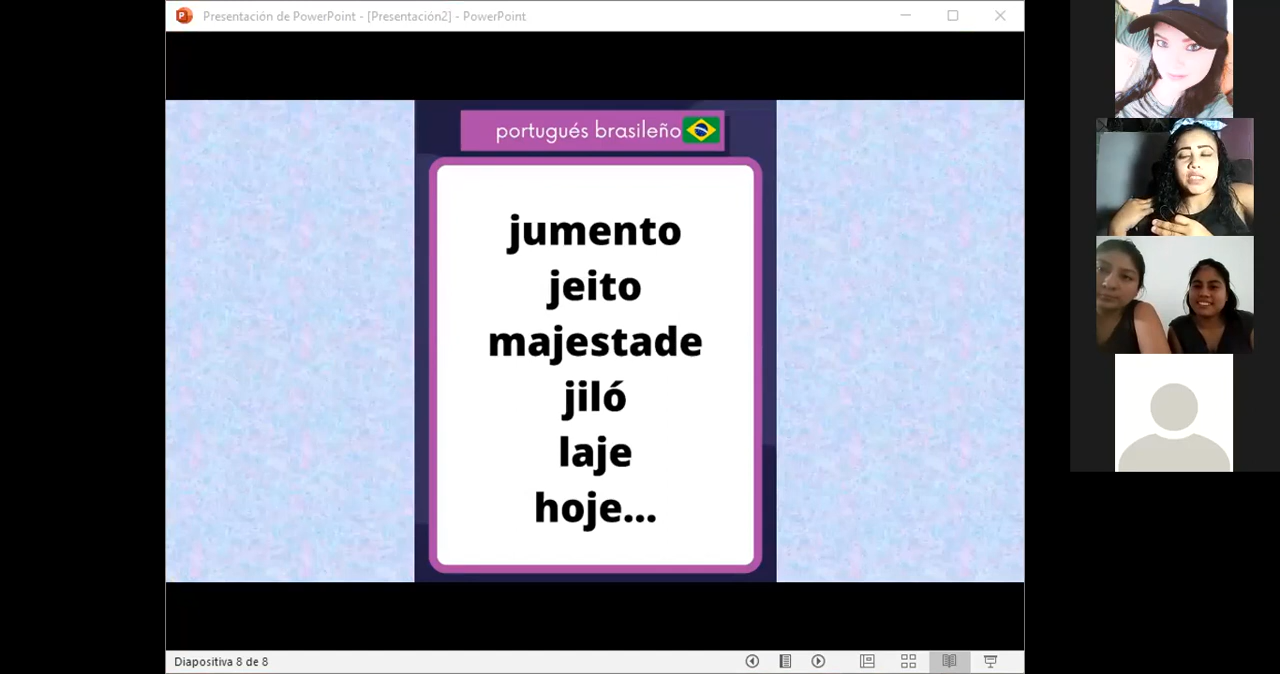 Presentación de PowerPoint - [Presentación2] - PowerPoint
portugués brasileño
jumento
jeito
majestade
jiló
laje
hoje...
Diapositiva 8 de 8